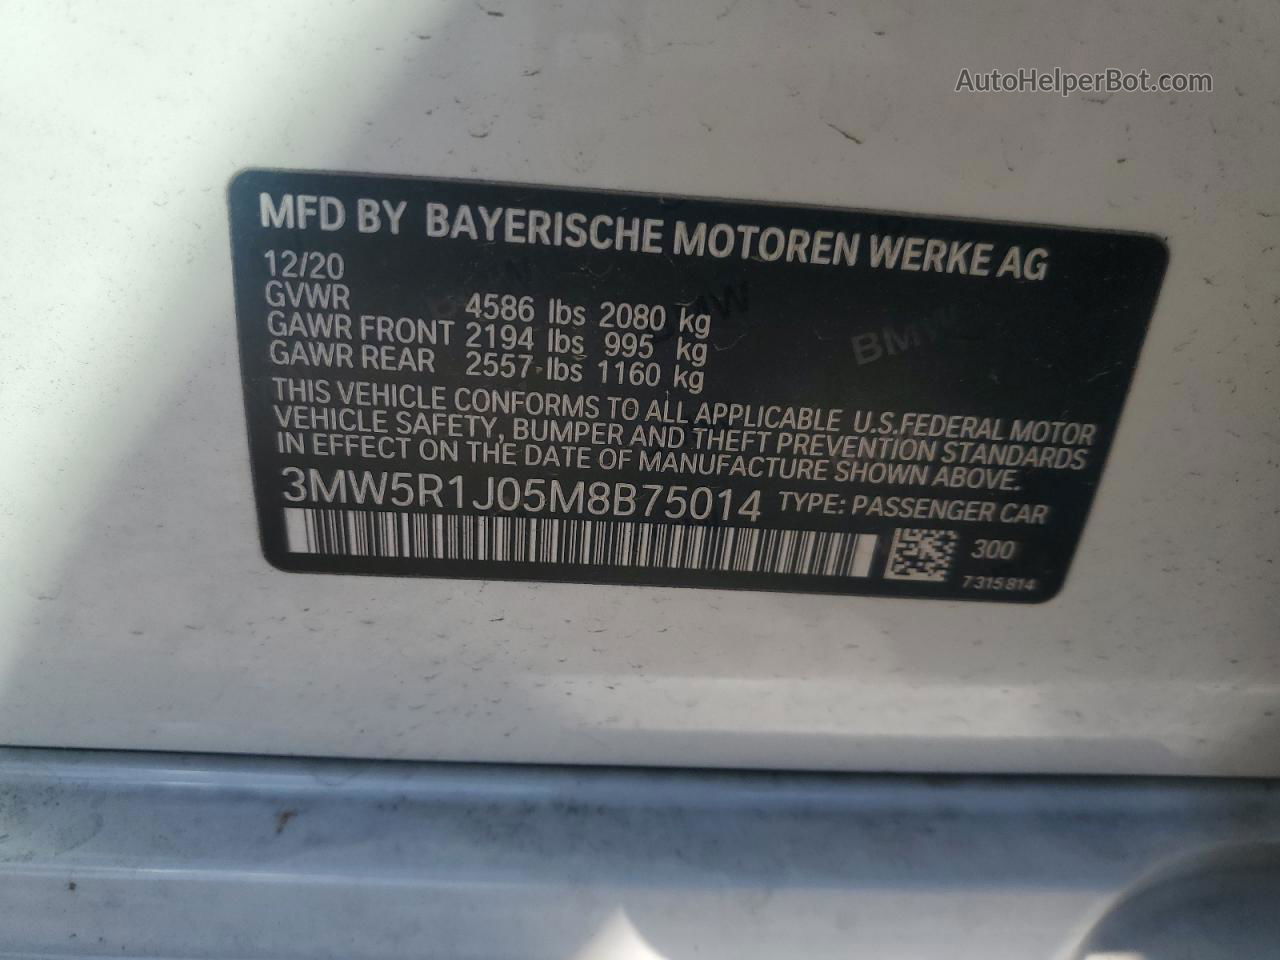 AutoHelperBot.com
MFD BY BAYERISCHE MOTOREN WERKE AG
12/20
GVWR 4586 lbs 2080 kg
GAWR FRONT 2194 lbs 995 kg
GAWR REAR 2557 lbs 1160 kg
THIS VEHICLE CONFORMS TO ALL APPLICABLE U.S.FEDERAL MOTOR
VEHICLE SAFETY, BUMPER AND THEFT PREVENTION STANDARDS
IN EFFECT ON THE DATE OF MANUFACTURE SHOWN ABOVE.
3MW5R1J05M8B75014 TYPE: PASSENGER CAR
300
7315814
BMW
BMW
BMW